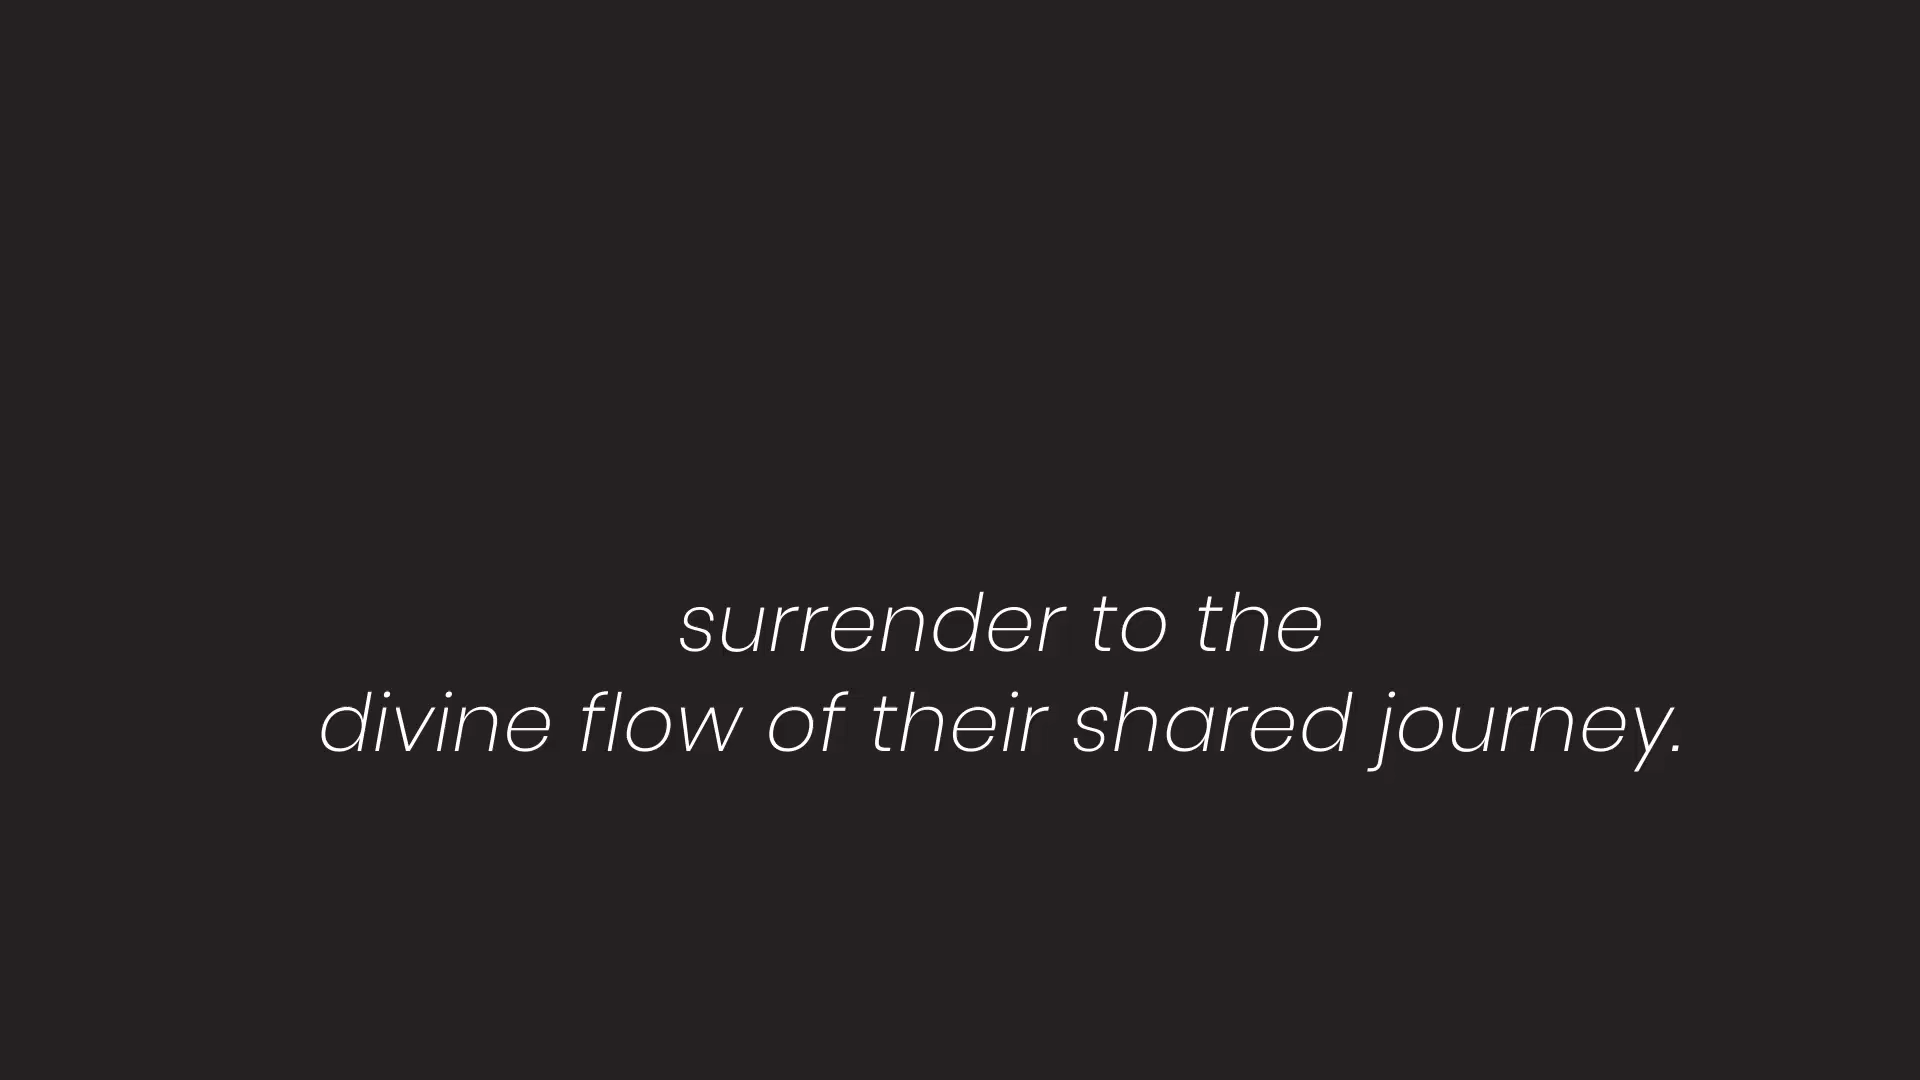 surrender to the
divine flow of their shared journey.